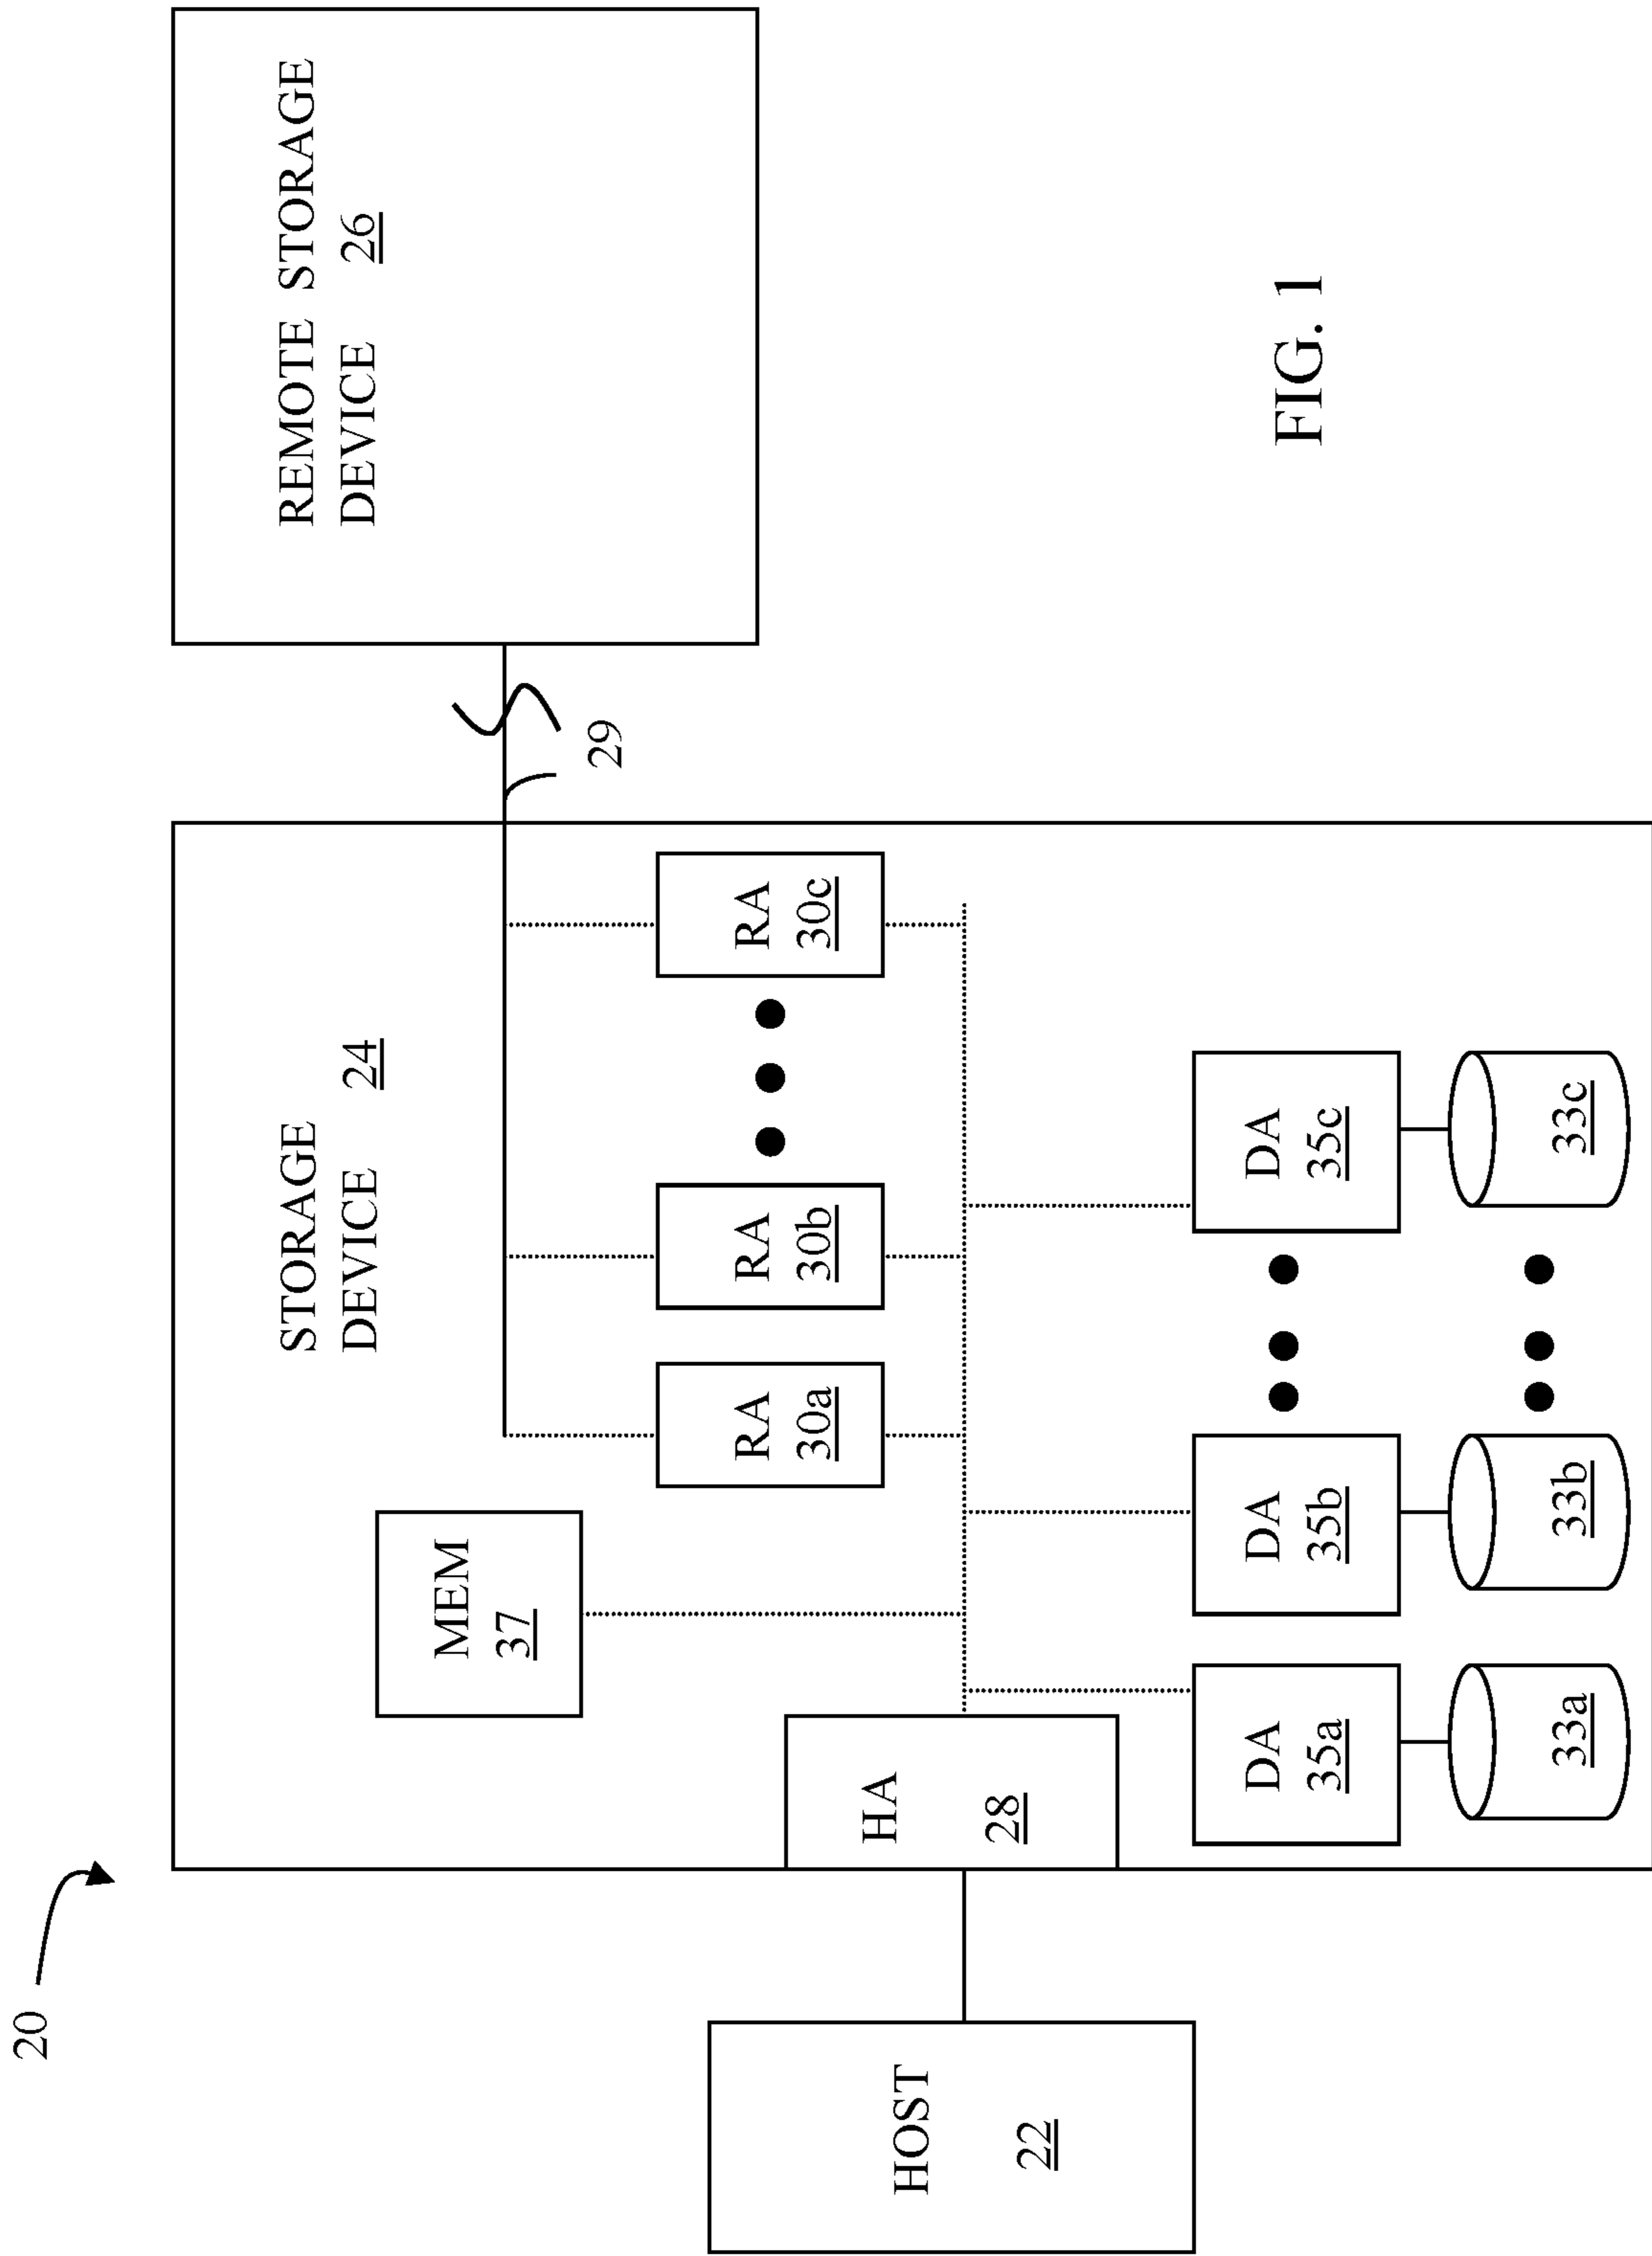 20
STORAGE
DEVICE 24
REMOTE STORAGE
DEVICE 26
MEM
37
29
RA
30a
RA
30b
RA
30c
HOST
22
HA
28
DA
35a
DA
35b
DA
35c
33a
33b
33c
FIG. 1